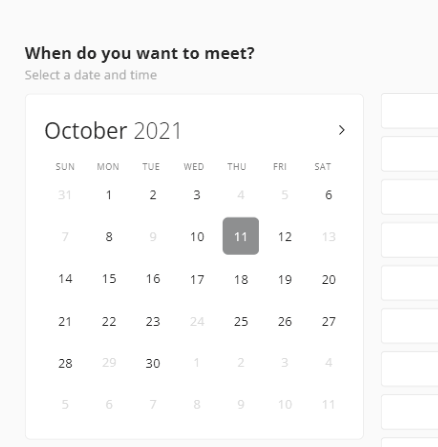 When do you want to meet?
Select a date and time
October 2021
SUN MON TUE WED THU FRI SAT
31 1 2 3 4 5 6
7 8 9 10 11 12 13
14 15 16 17 18 19 20
21 22 23 24 25 26 27
28 29 30 1 2 3 4
5 6 7 8 9 10 11